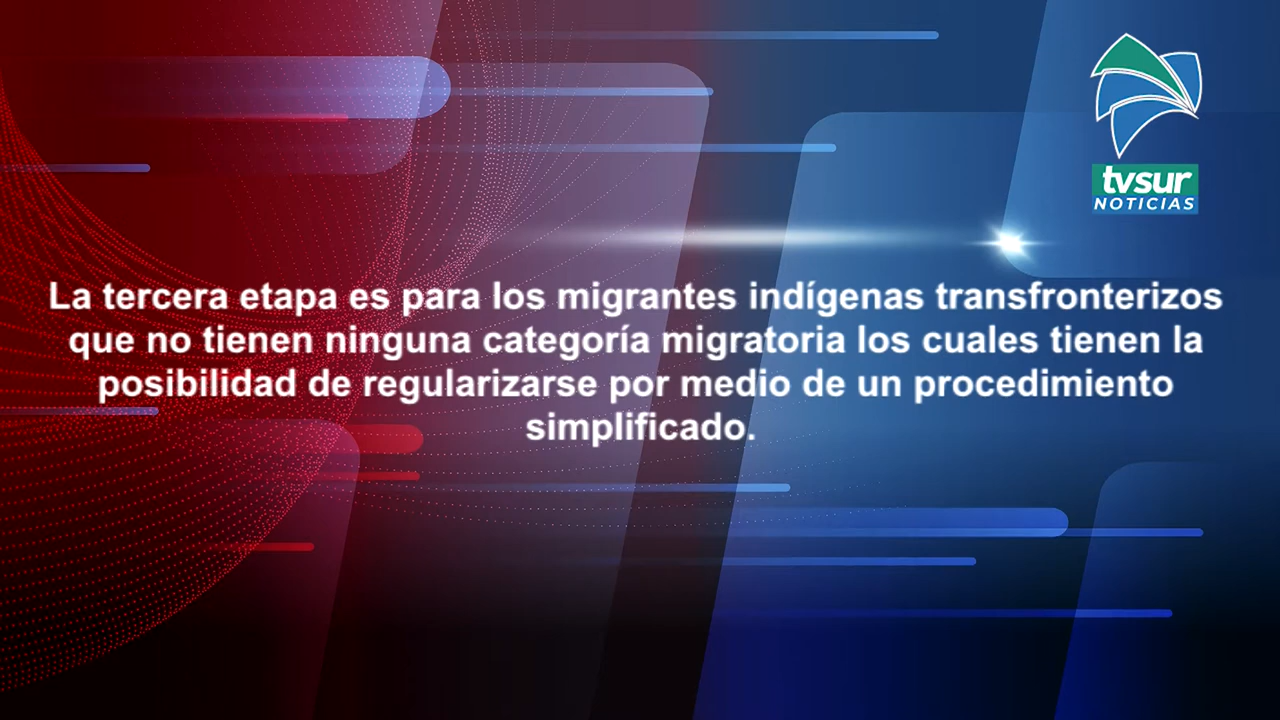 tvsur
NOTICIAS
La tercera etapa es para los migrantes indígenas transfronterizos
que no tienen ninguna categoría migratoria los cuales tienen la
posibilidad de regularizarse por medio de un procedimiento
simplificado.